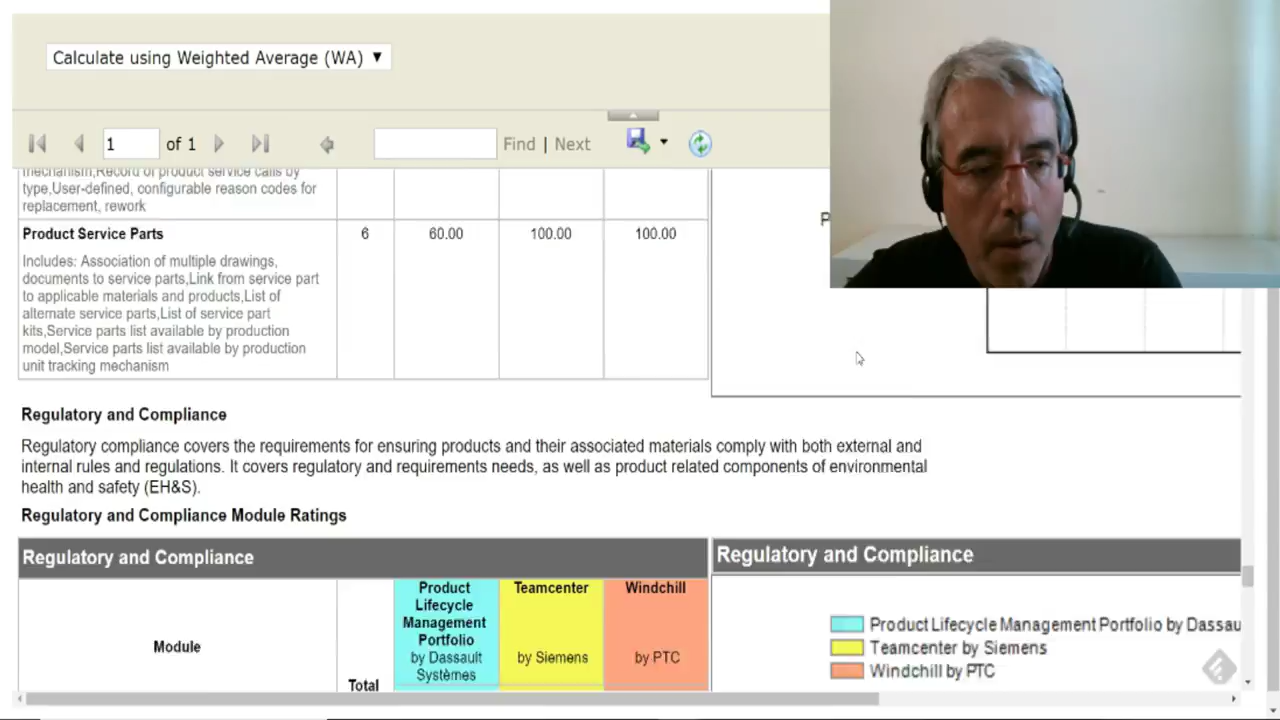 Calculate using Weighted Average (WA) ▼
1 of 1 Find | Next
mechanism,Record of product service calls by
type,User-defined, configurable reason codes for
replacement, rework
Product Service Parts 6 60.00 100.00 100.00
Includes: Association of multiple drawings,
documents to service parts,Link from service part
to applicable materials and products,List of
alternate service parts,List of service part
kits,Service parts list available by production
model,Service parts list available by production
unit tracking mechanism
P
Regulatory and Compliance
Regulatory compliance covers the requirements for ensuring products and their associated materials comply with both external and
internal rules and regulations. It covers regulatory and requirements needs, as well as product related components of environmental
health and safety (EH&S).
Regulatory and Compliance Module Ratings
Regulatory and Compliance
Module
Total
Product
Lifecycle
Management
Portfolio
by Dassault
Systèmes
Teamcenter
by Siemens
Windchill
by PTC
Regulatory and Compliance
Product Lifecycle Management Portfolio by Dassau
Teamcenter by Siemens
Windchill by PTC